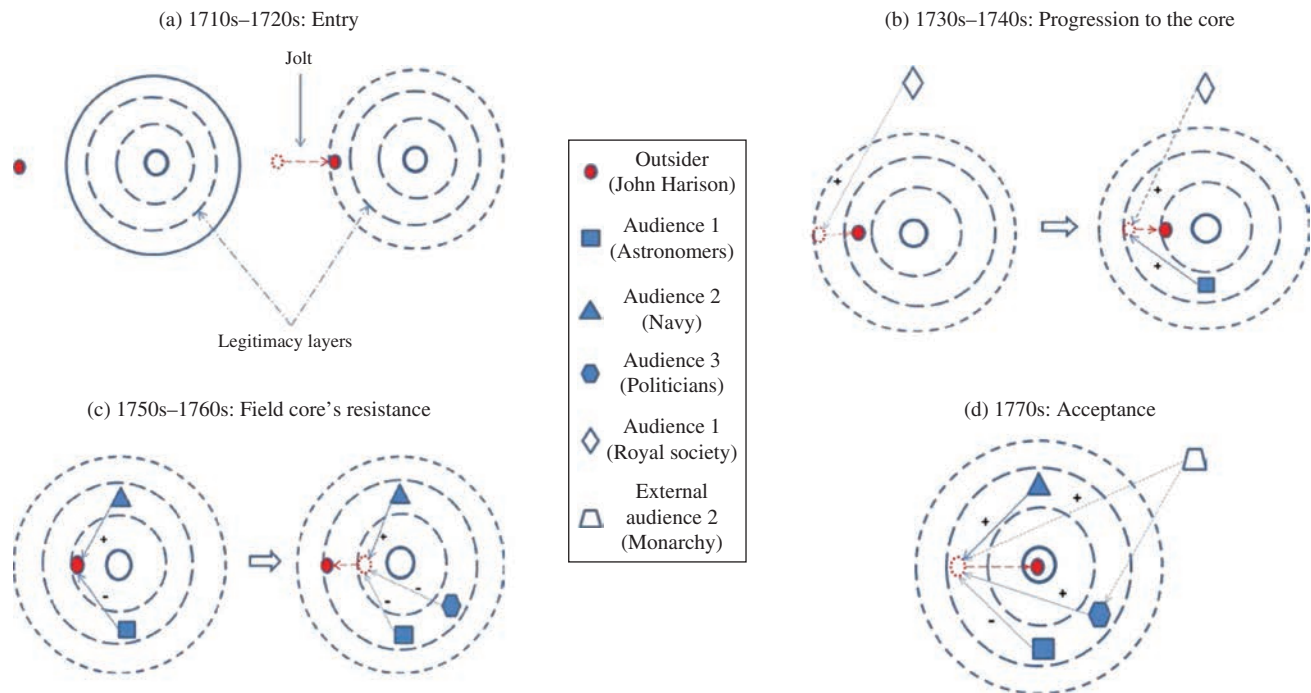 (a) 1710s–1720s: Entry
Jolt
Legitimacy layers
(b) 1730s–1740s: Progression to the core
+
+
+
Outsider
(John Harison)
Audience 1
(Astronomers)
Audience 2
(Navy)
Audience 3
(Politicians)
Audience 1
(Royal society)
External
audience 2
(Monarchy)
(c) 1750s–1760s: Field core's resistance
+
-
+
-
-
(d) 1770s: Acceptance
+
+
+
-